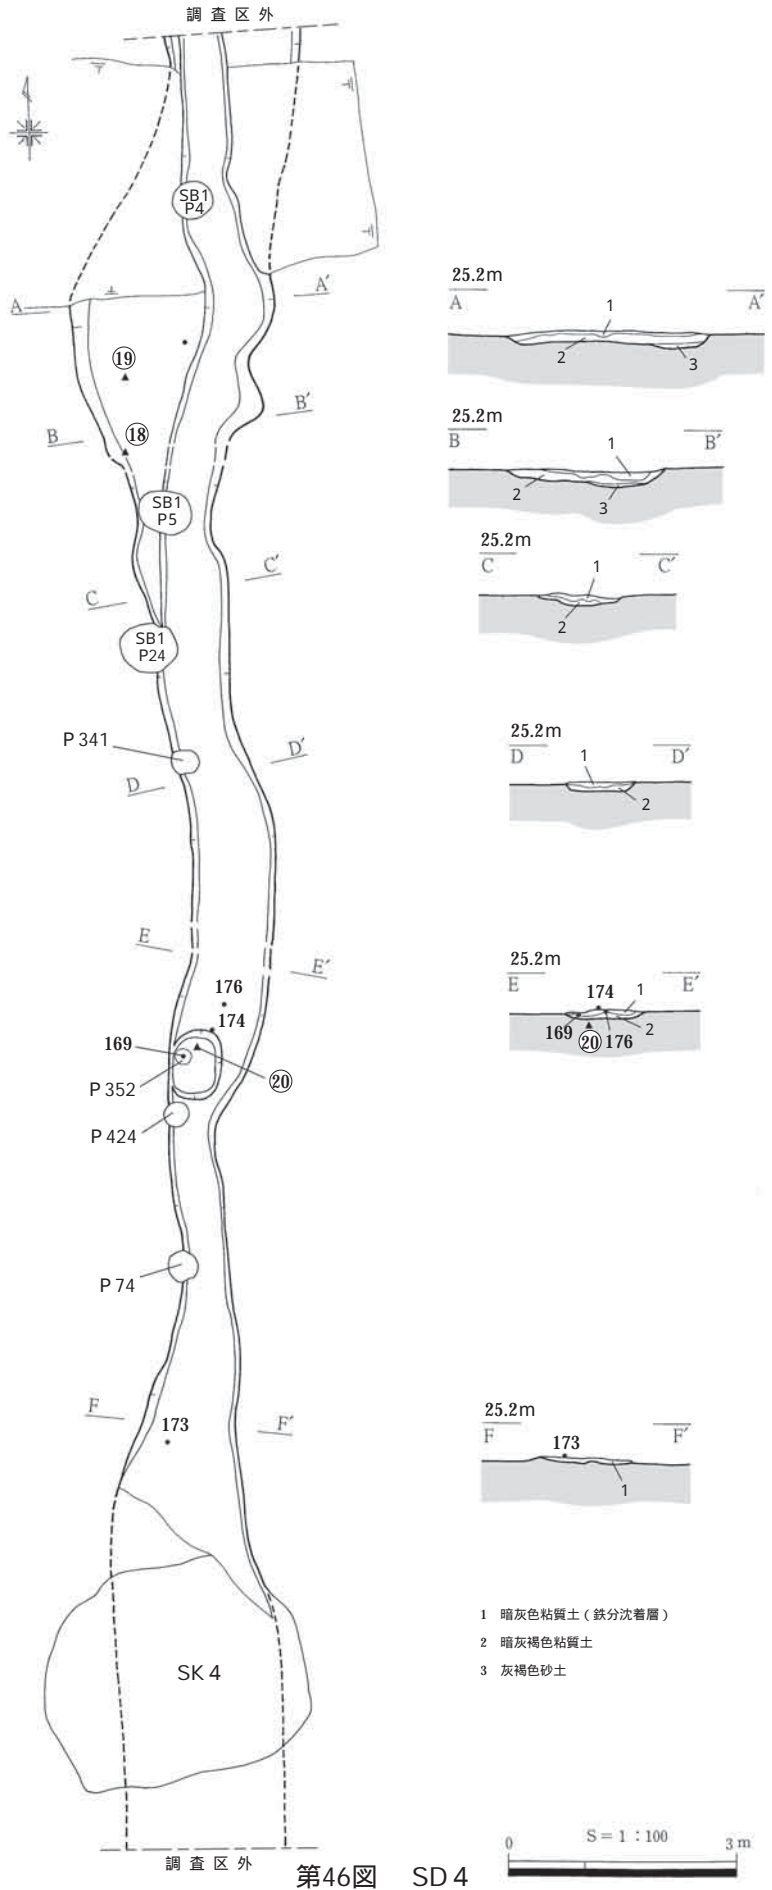 調査区外
SB1
P4
A
A′
⑲
B
B′
⑱
SB1
P5
C
C′
SB1
P24
P 341
D
D′
E
E′
176
174
169
P 352
⑳
P 424
P 74
F
F′
173
SK 4
調査区外
25.2m
A
A′
1
2
3
25.2m
B
B′
1
2
3
25.2m
C
C′
1
2
25.2m
D
D′
1
2
25.2m
E
E′
174
1
169
2
⑳
176
25.2m
F
F′
173
1
1 暗灰色粘質土(鉄分沈着層)
2 暗灰褐色粘質土
3 灰褐色砂土
0
S = 1 : 100
3 m
第46図 SD 4